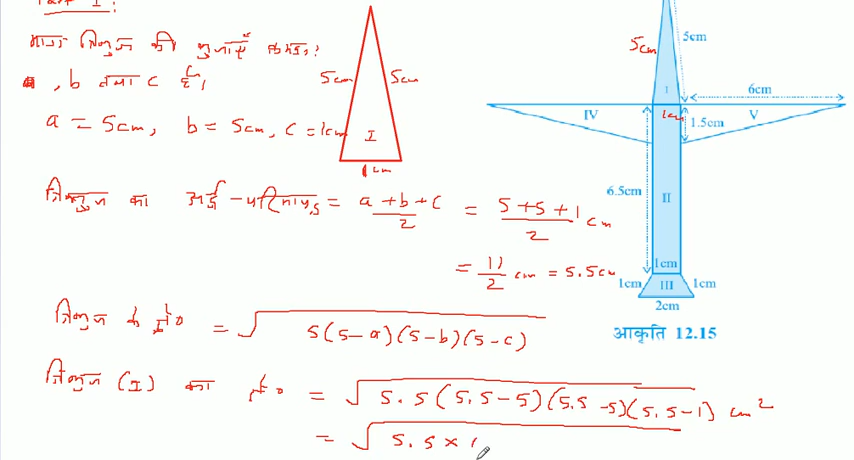 Part I:
माना त्रिभुज की भुजाएँ क्रमशः
a, b तथा c हैं,
a = 5cm, b = 5cm, c = 1cm
5cm 5cm
I
1cm
त्रिभुज का अर्द्ध-परिमाप, s = a+b+c/2 = 5+5+1/2 cm
= 11/2 cm = 5.5cm
त्रिभुज के क्षे० = √s(s-a)(s-b)(s-c)
त्रिभुज (I) का क्षे० = √5.5(5.5-5)(5.5-5)(5.5-1) cm²
= √5.5×
5cm 5cm
I
6cm
IV 1cm 1.5cm V
6.5cm
II
1cm
1cm III 1cm
2cm
आकृति 12.15